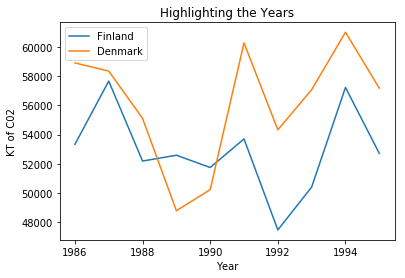 Highlighting the Years
Finland
Denmark
60000
58000
56000
54000
52000
50000
48000
KT of C02
1986
1988
1990
1992
1994
Year